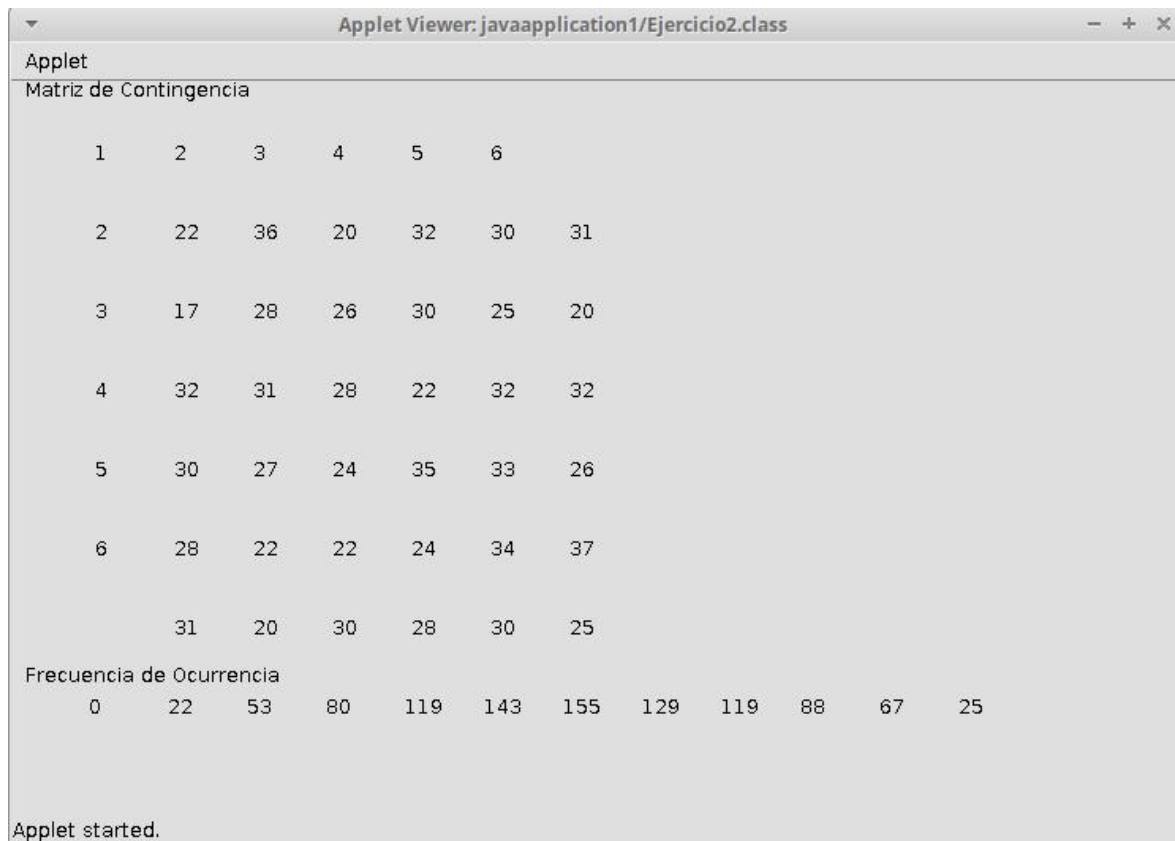 Applet Viewer: javaapplication1/Ejercicio2.class
Applet
Matriz de Contingencia
1 2 3 4 5 6
2 22 36 20 32 30 31
3 17 28 26 30 25 20
4 32 31 28 22 32 32
5 30 27 24 35 33 26
6 28 22 22 24 34 37
31 20 30 28 30 25
Frecuencia de Ocurrencia
0 22 53 80 119 143 155 129 119 88 67 25
Applet started.